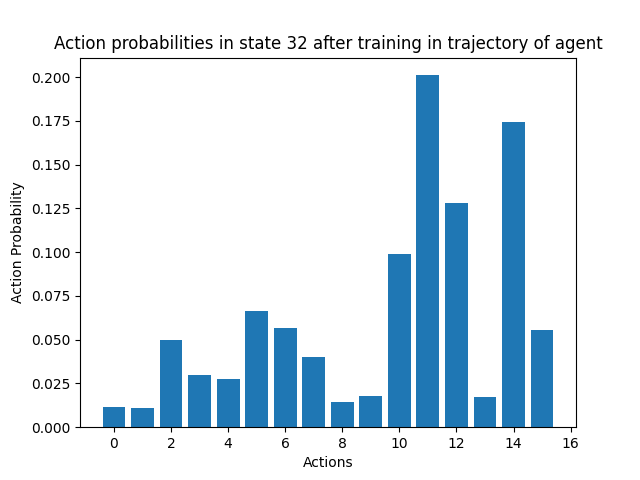 Action probabilities in state 32 after training in trajectory of agent
0.200
0.175
0.150
0.125
0.100
0.075
0.050
0.025
0.000
Action Probability
0 2 4 6 8 10 12 14 16
Actions